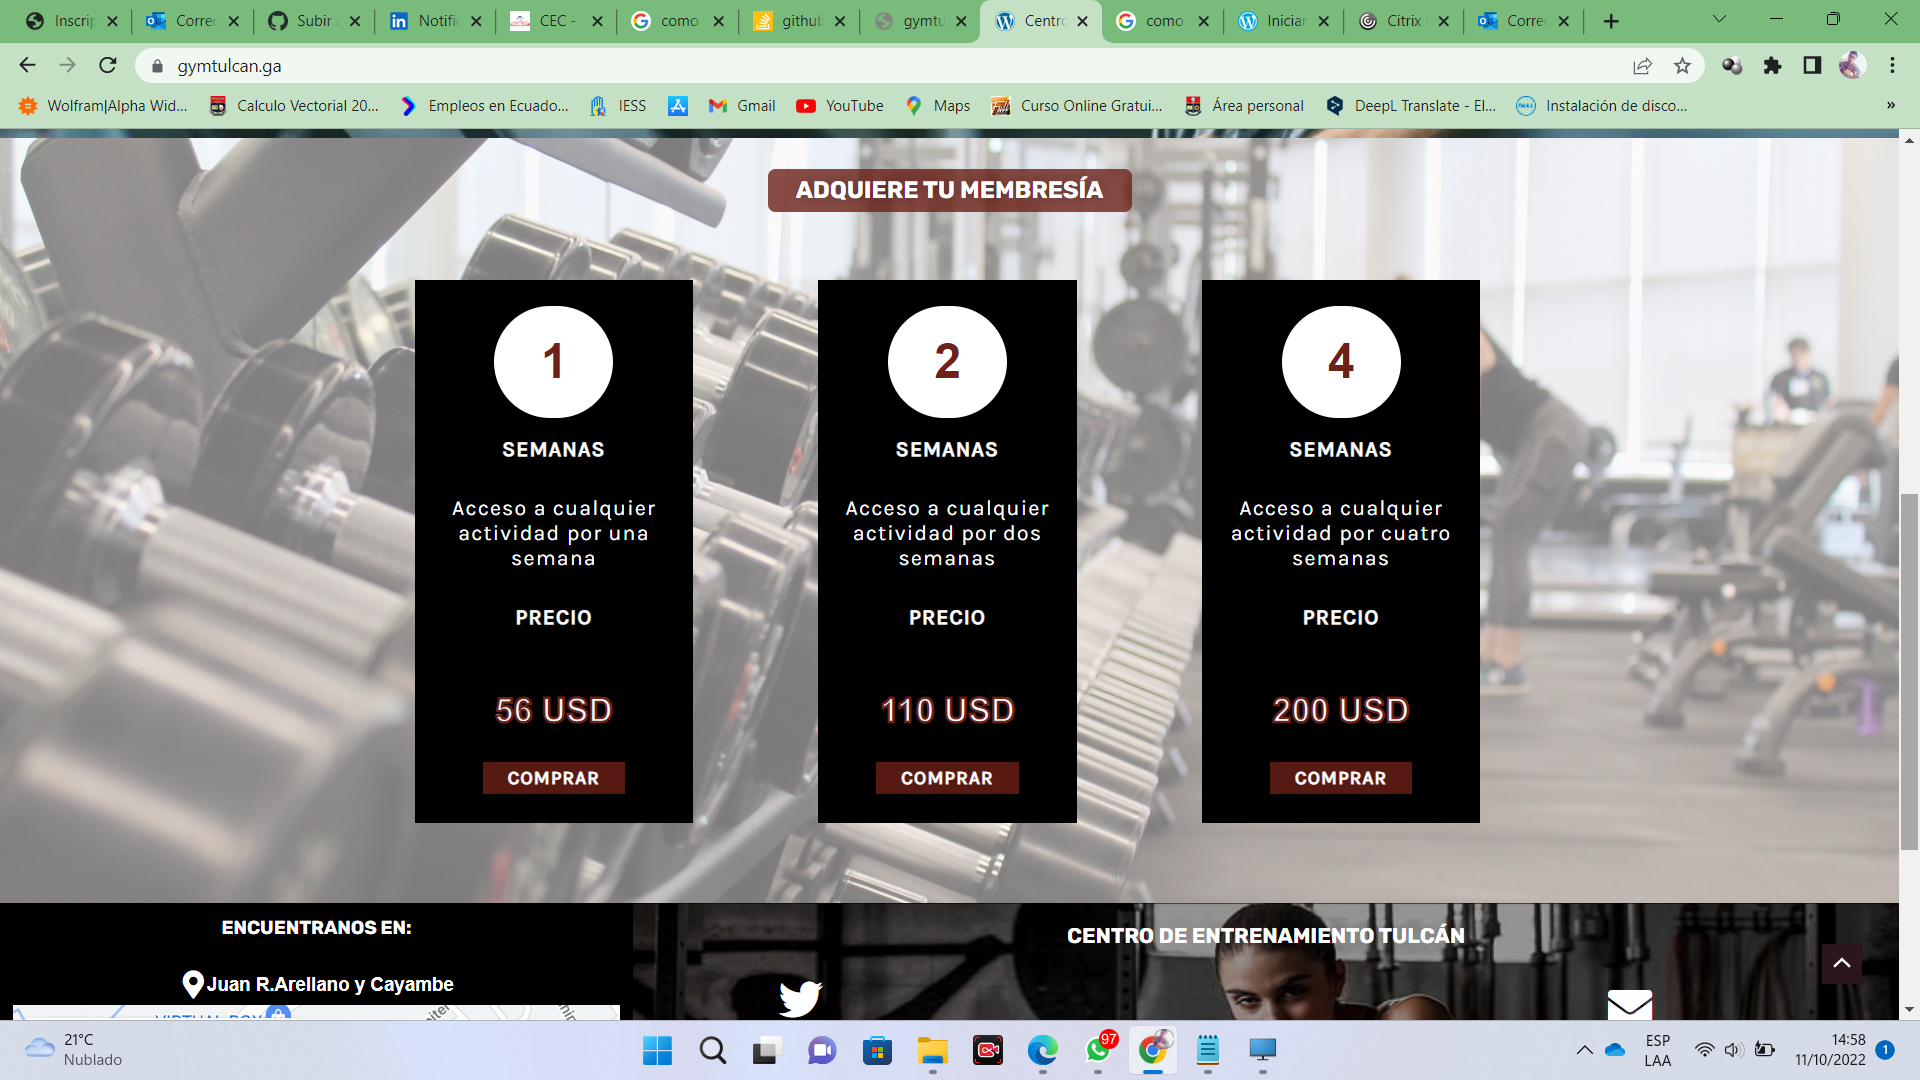 Inscrip
Correo
Subir a
Notific
CEC -
como
github
gymtu
Centro
como
Iniciar
Citrix
Correo
gymtulcan.ga
Wolfram|Alpha Wid...
Calculo Vectorial 20...
Empleos en Ecuado...
IESS
Gmail
YouTube
Maps
Curso Online Gratui...
Área personal
DeepL Translate - El...
Instalación de disco...
»
ADQUIERE TU MEMBRESÍA
1
SEMANAS
Acceso a cualquier
actividad por una
semana
PRECIO
56 USD
COMPRAR
2
SEMANAS
Acceso a cualquier
actividad por dos
semanas
PRECIO
110 USD
COMPRAR
4
SEMANAS
Acceso a cualquier
actividad por cuatro
semanas
PRECIO
200 USD
COMPRAR
ENCUENTRANOS EN:
Juan R.Arellano y Cayambe
CENTRO DE ENTRENAMIENTO TULCÁN
21°C
Nublado
97
ESP
LAA
14:58
11/10/2022
1